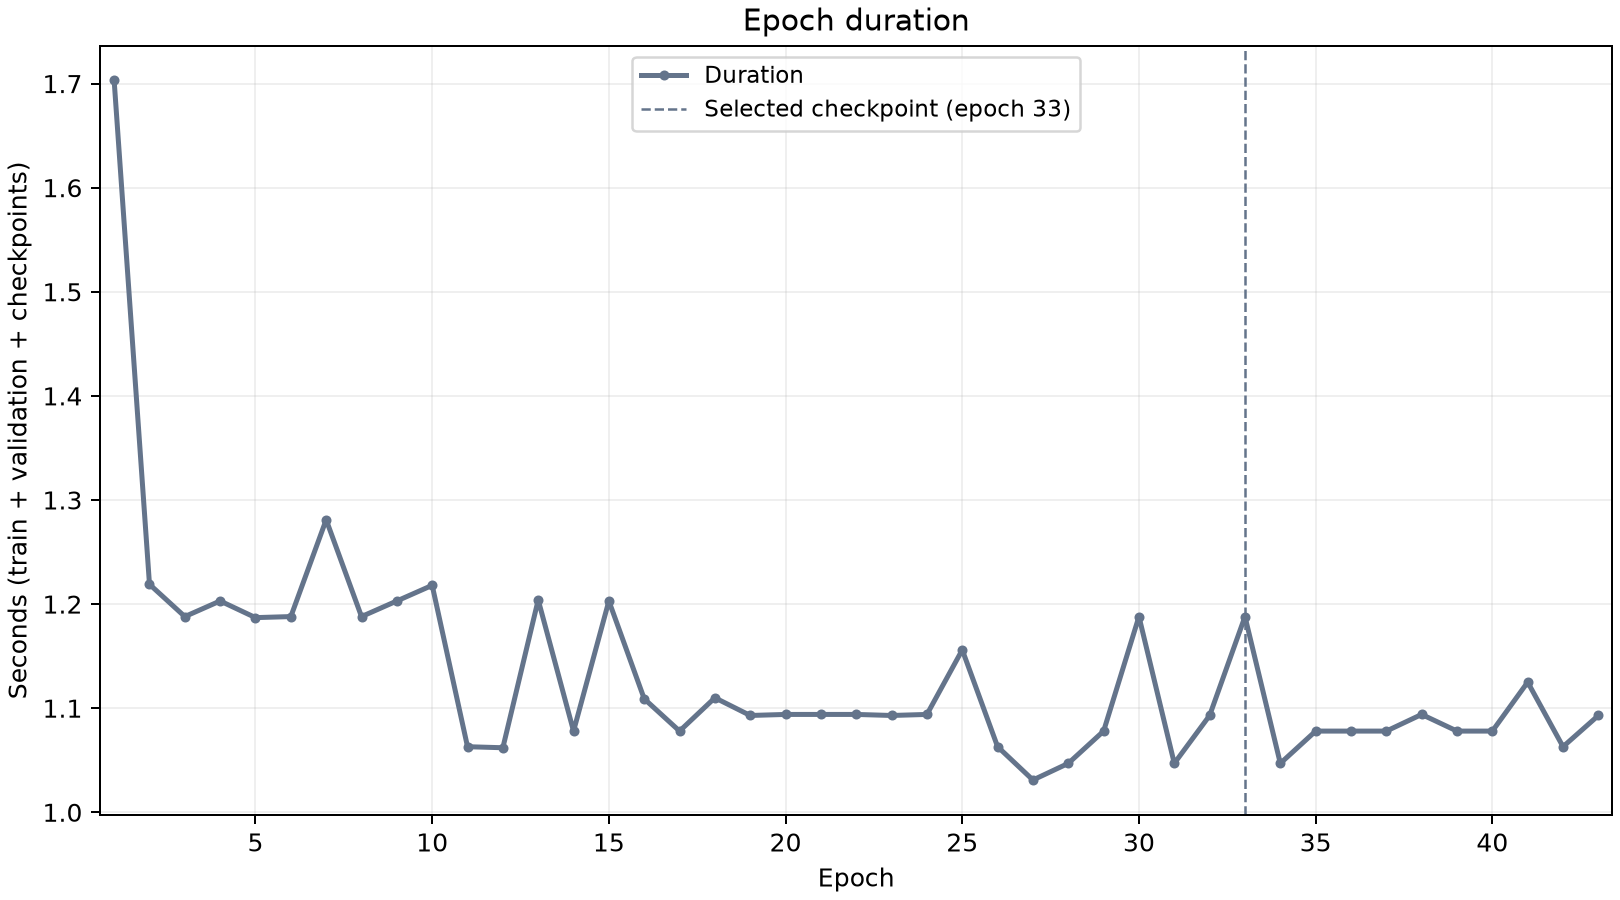 Epoch duration
Duration
Selected checkpoint (epoch 33)
Seconds (train + validation + checkpoints)
1.7
1.6
1.5
1.4
1.3
1.2
1.1
1.0
5 10 15 20 25 30 35 40
Epoch